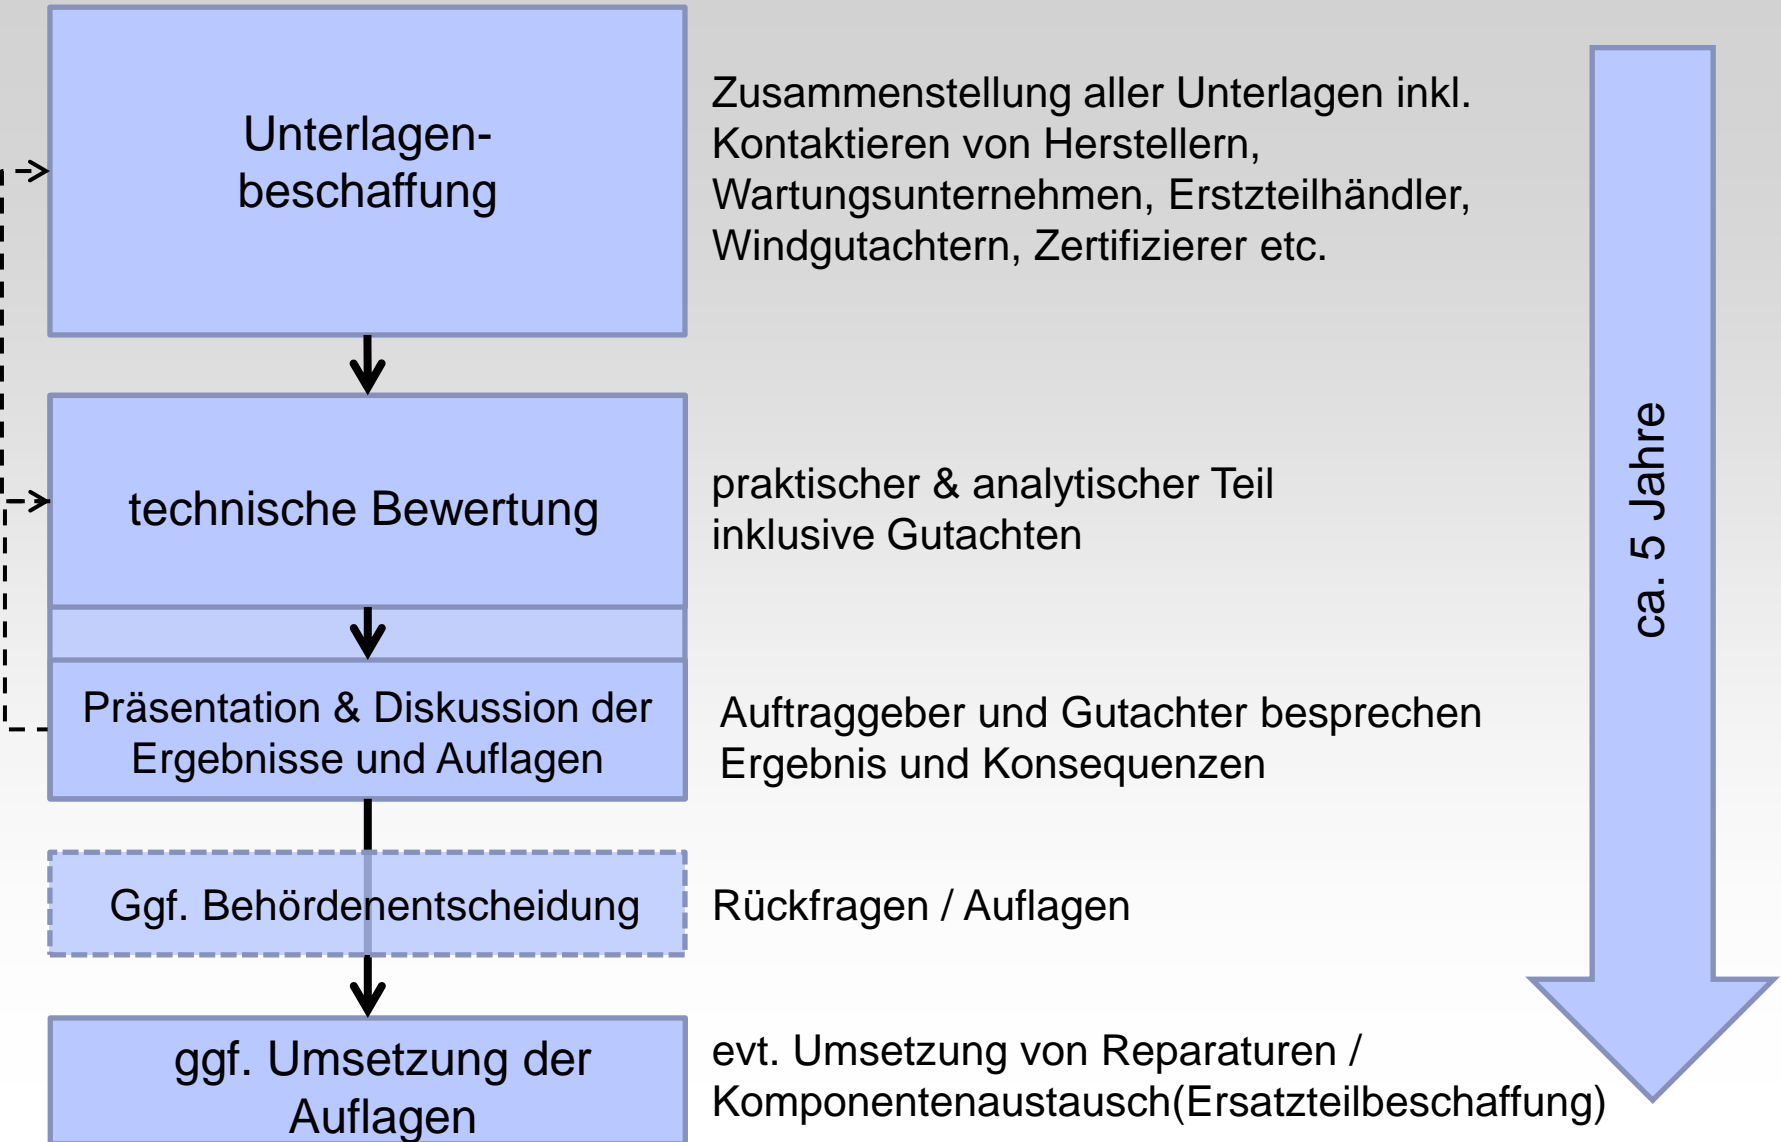 Unterlagen-
beschaffung
Zusammenstellung aller Unterlagen inkl.
Kontaktieren von Herstellern,
Wartungsunternehmen, Erstzteilhändler,
Windgutachtern, Zertifizierer etc.
technische Bewertung
praktischer & analytischer Teil
inklusive Gutachten
Präsentation & Diskussion der
Ergebnisse und Auflagen
Auftraggeber und Gutachter besprechen
Ergebnis und Konsequenzen
Ggf. Behördenentscheidung
Rückfragen / Auflagen
ggf. Umsetzung der
Auflagen
evt. Umsetzung von Reparaturen /
Komponentenaustausch(Ersatzteilbeschaffung)
ca. 5 Jahre